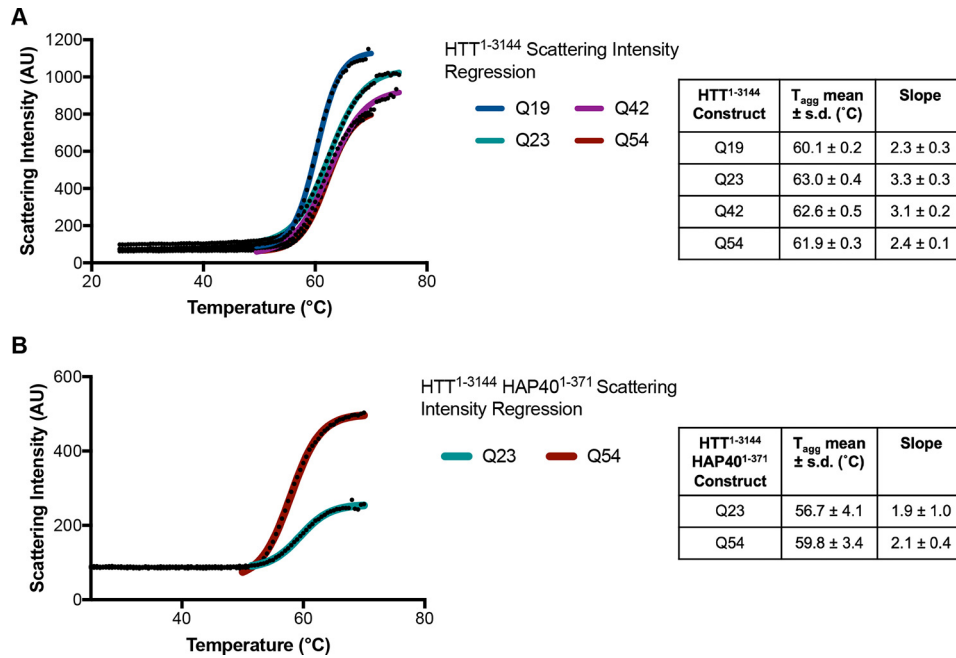 A
Scattering Intensity (AU)
1200
1000
800
600
400
200
0
20
40
60
80
Temperature (°C)
HTT1-3144 Scattering Intensity
Regression
Q19
Q42
Q23
Q54
HTT1-3144
Construct
Tagg mean
± s.d. (˚C)
Slope
Q19 60.1 ± 0.2 2.3 ± 0.3
Q23 63.0 ± 0.4 3.3 ± 0.3
Q42 62.6 ± 0.5 3.1 ± 0.2
Q54 61.9 ± 0.3 2.4 ± 0.1
B
Scattering Intensity (AU)
600
400
200
0
40
60
80
Temperature (°C)
HTT1-3144 HAP401-371 Scattering
Intensity Regression
Q23
Q54
HTT1-3144
HAP401-371
Construct
Tagg mean
± s.d. (˚C)
Slope
Q23 56.7 ± 4.1 1.9 ± 1.0
Q54 59.8 ± 3.4 2.1 ± 0.4